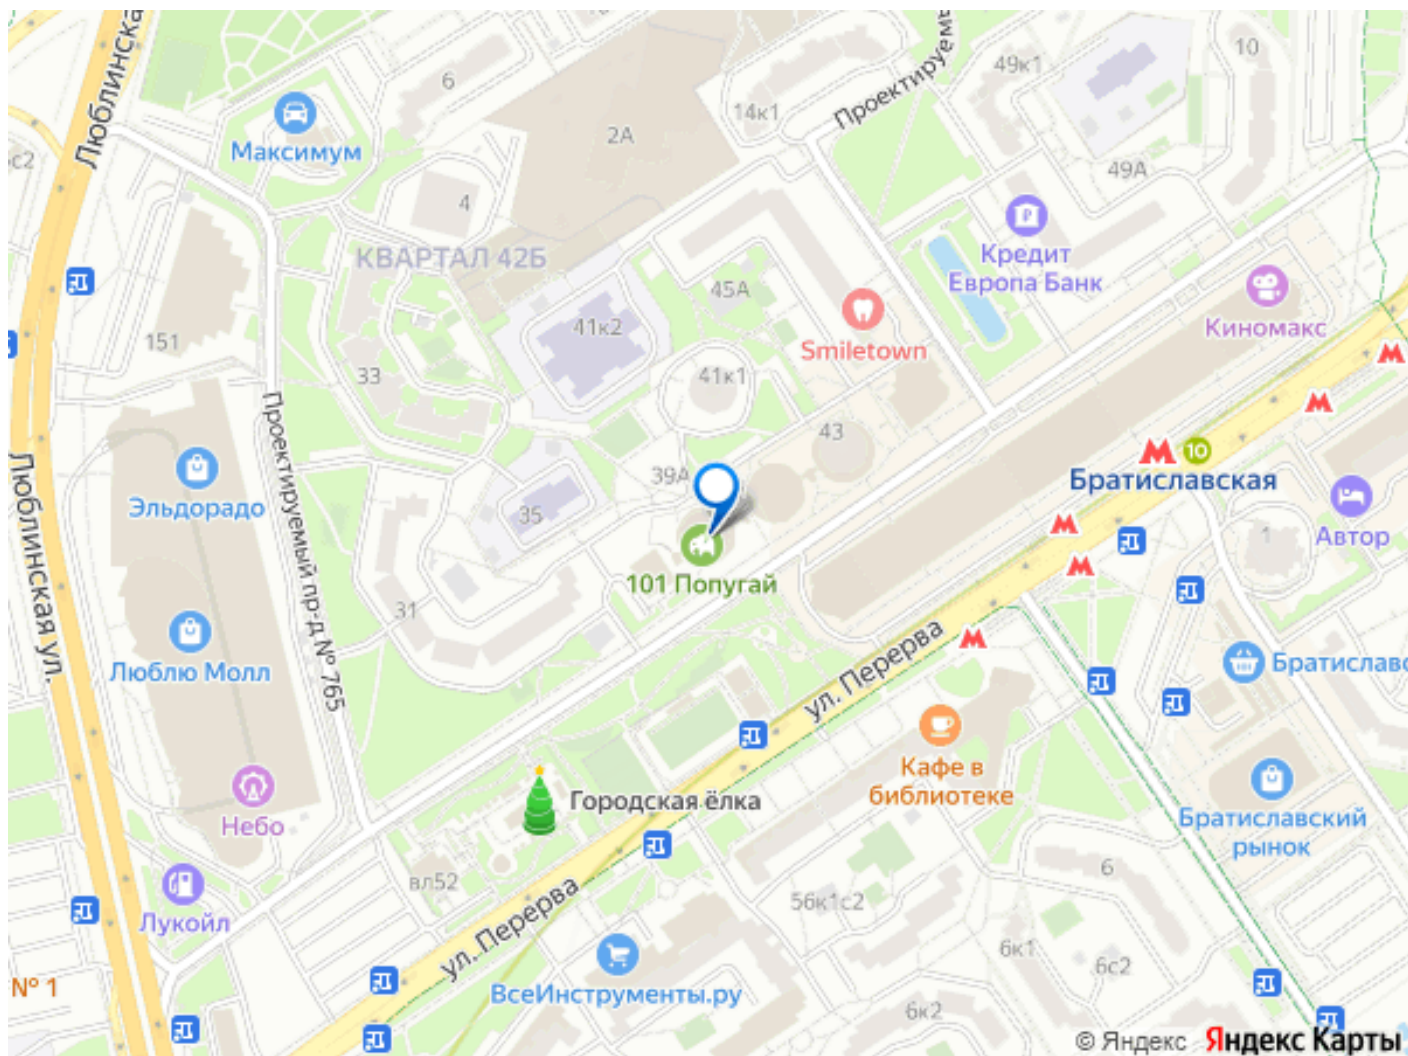 Люблинска
Проектируемы
49к1
10
6
14к1
2А
Максимум
с2
49А
4
КВАРТАЛ 42Б
Кредит
Европа Банк
45А
Киномакс
41к2
151
Smiletown
33
41к1
Проектируемый пр-д № 765
43
10
Братиславская
39А
Эльдорадо
Люблинская ул.
35
1
Автор
101 Попугай
31
ул. Перерва
Люблю Молл
Братиславс
Кафе в
библиотеке
Городская ёлка
Небо
Братиславский
рынок
6
вл52
56к1с2
Лукойл
ул. Перерва
6к1
6с2
№ 1
ВсеИнструменты.ру
6к2
© Яндекс Яндекс Карты